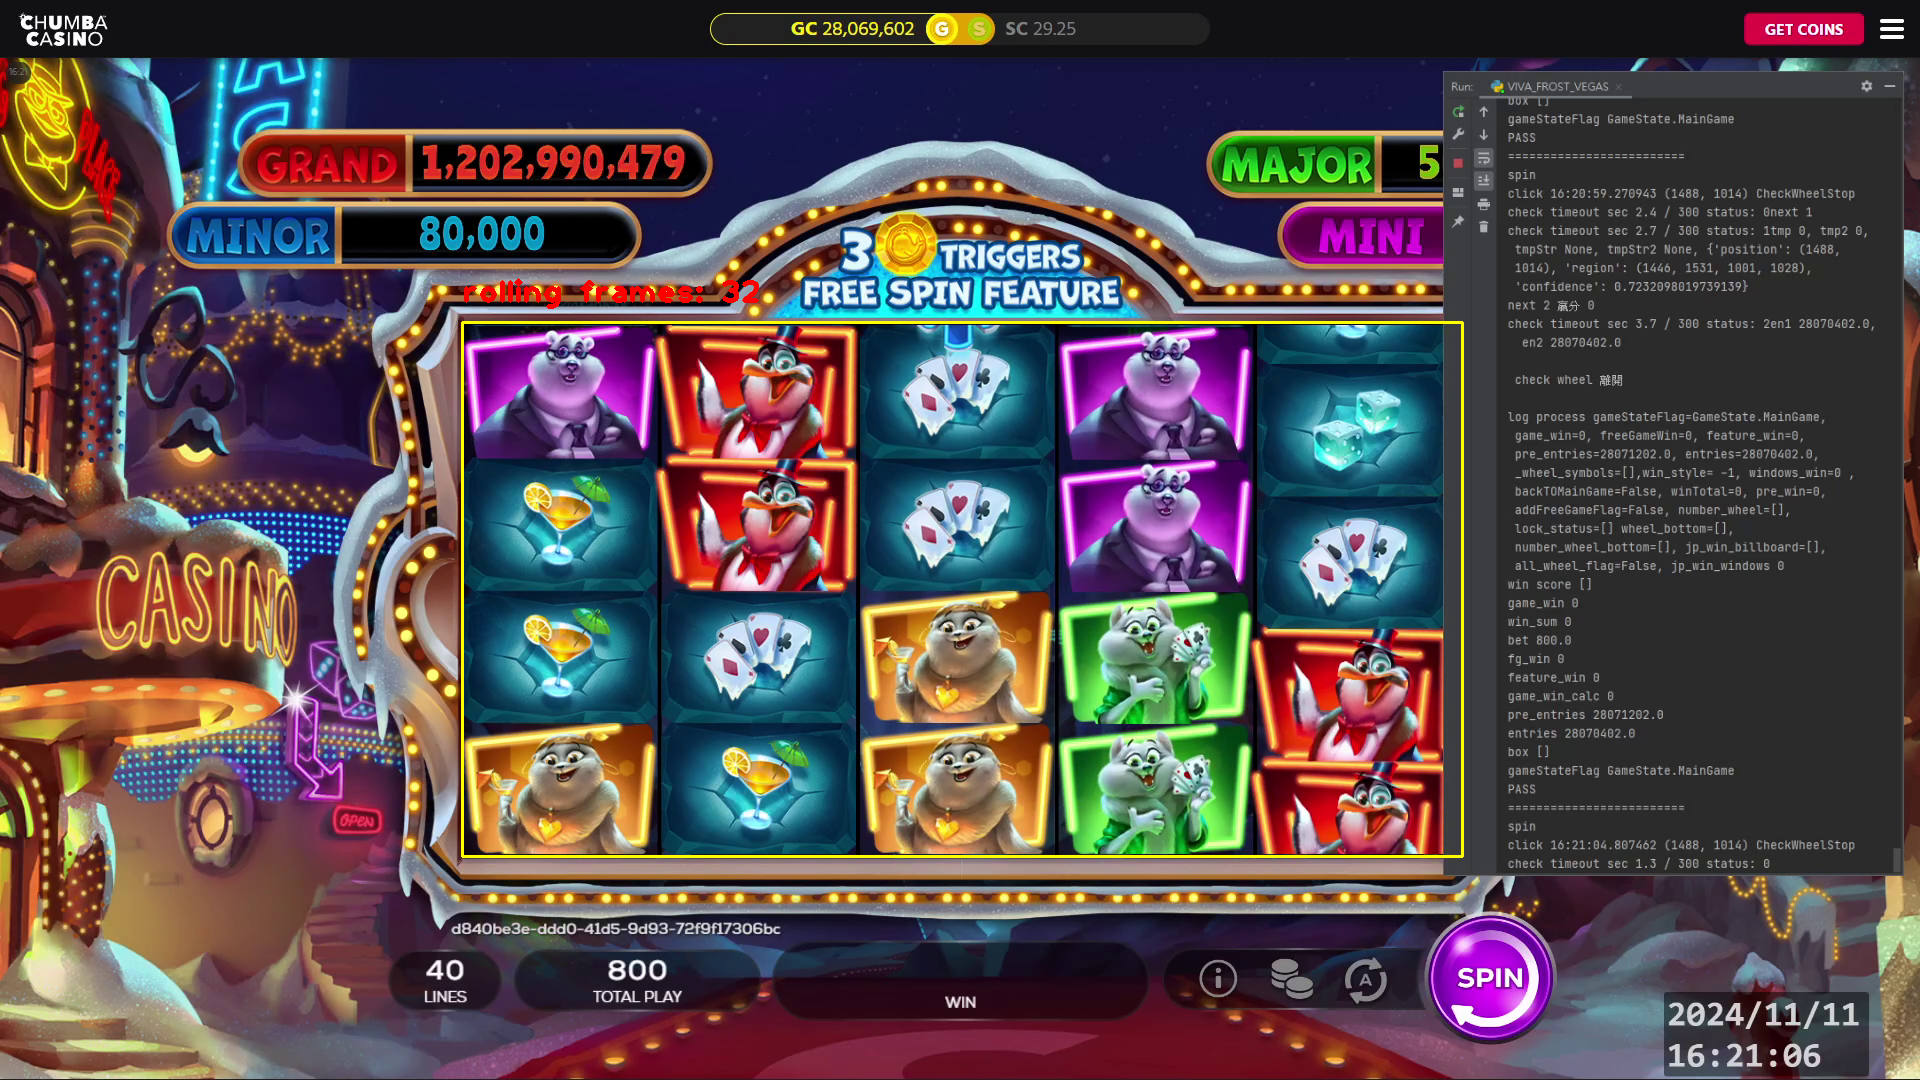 CHUMBA
CASINO
GC 28,069,602
G
S
SC 29.25
GET COINS
16:21
PLACE
GRAND 1,202,990,479
MINOR 80,000
MAJOR 5
MINI
3 TRIGGERS
FREE SPIN FEATURE
rolling frames: 32
CASINO
OPEN
d840be3e-ddd0-41d5-9d93-72f9f17306bc
40
LINES
800
TOTAL PLAY
WIN
SPIN
2024/11/11
16:21:06
Run: VIVA_FROST_VEGAS
box []
gameStateFlag GameState.MainGame
PASS
=========================
spin
click 16:20:59.270943 (1488, 1014) CheckWheelStop
check timeout sec 2.4 / 300 status: 0next 1
check timeout sec 2.7 / 300 status: 1tmp 0, tmp2 0,
tmpStr None, tmpStr2 None, {'position': (1488,
1014), 'region': (1446, 1531, 1001, 1028),
'confidence': 0.7232098019739139}
next 2 贏分 0
check timeout sec 3.7 / 300 status: 2en1 28070402.0,
en2 28070402.0
check wheel 離開
log process gameStateFlag=GameState.MainGame,
game_win=0, freeGameWin=0, feature_win=0,
pre_entries=28071202.0, entries=28070402.0,
_wheel_symbols=[],win_style= -1, windows_win=0 ,
backTOMainGame=False, winTotal=0, pre_win=0,
addFreeGameFlag=False, number_wheel=[],
lock_status=[] wheel_bottom=[],
number_wheel_bottom=[], jp_win_billboard=[],
all_wheel_flag=False, jp_win_windows 0
win score []
game_win 0
win_sum 0
bet 800.0
fg_win 0
feature_win 0
game_win_calc 0
pre_entries 28071202.0
entries 28070402.0
box []
gameStateFlag GameState.MainGame
PASS
=========================
spin
click 16:21:04.807462 (1488, 1014) CheckWheelStop
check timeout sec 1.3 / 300 status: 0